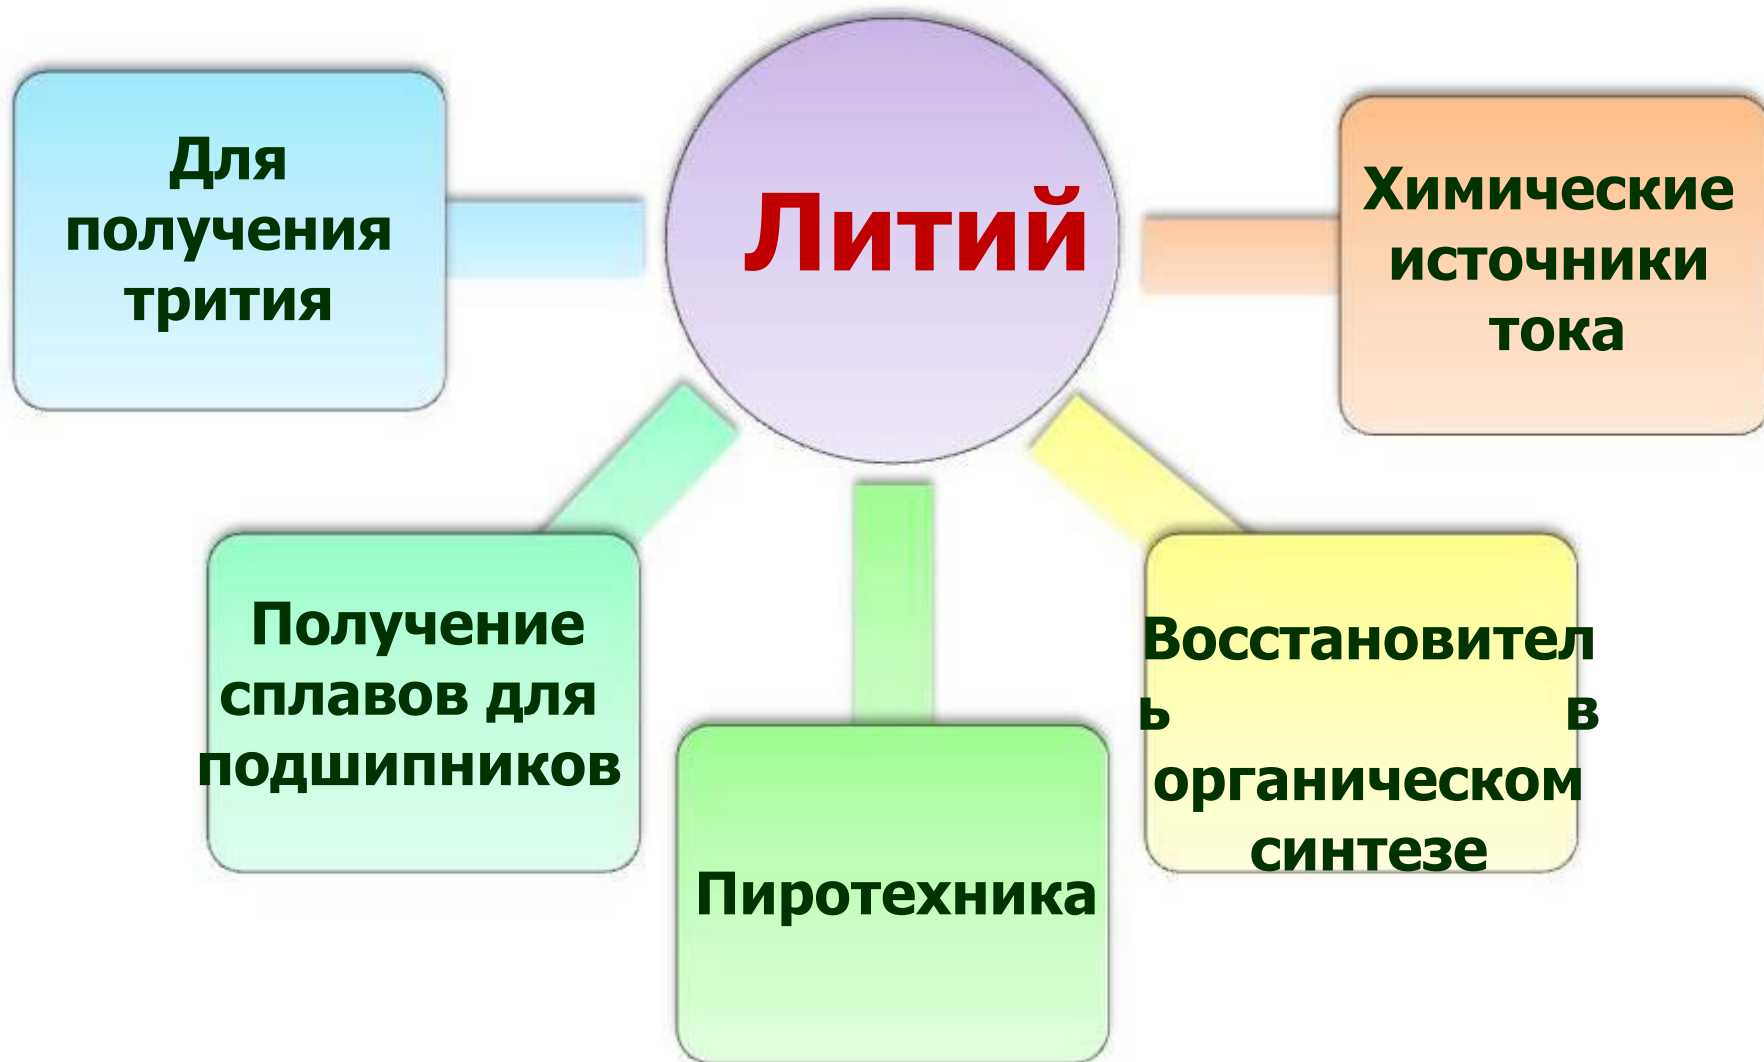 Для
получения
трития
Литий
Химические
источники
тока
Получение
сплавов для
подшипников
Пиротехника
Восстановител
ь в
органическом
синтезе